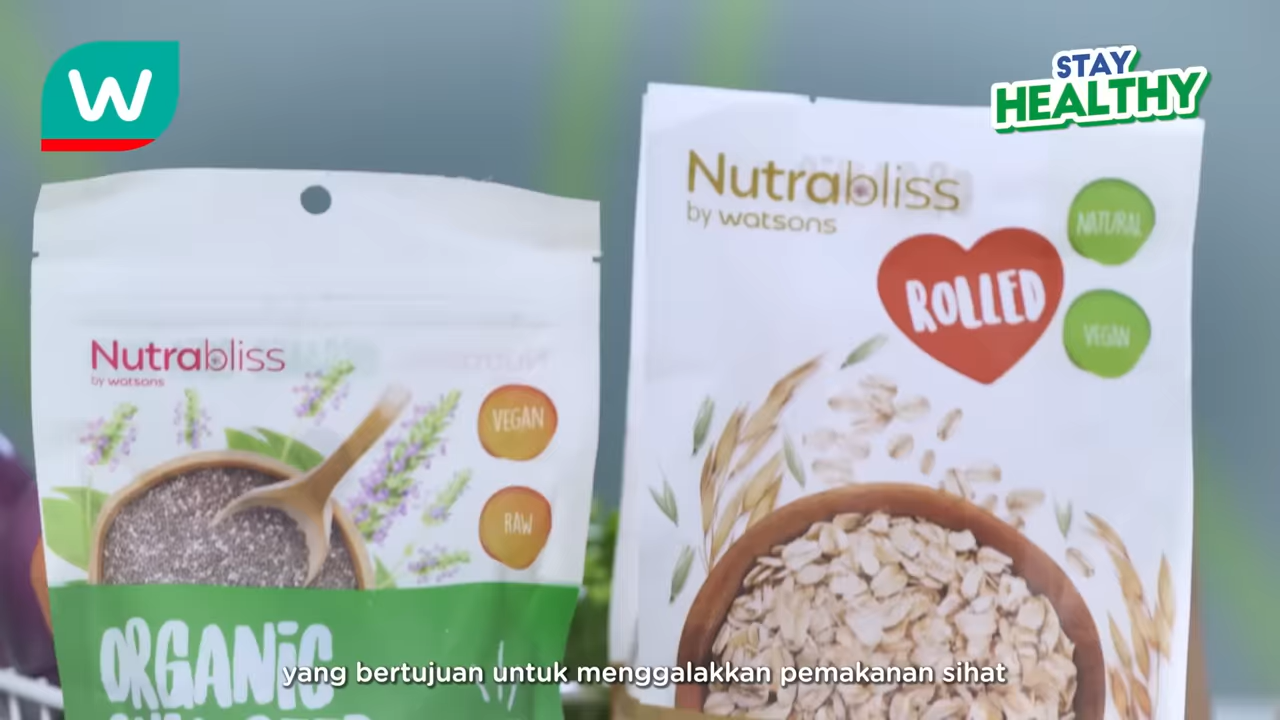 W
STAY
HEALTHY
Nutrabliss
by watsons
NATURAL
ROLLED
VEGAN
Nutrabliss
by watsons
VEGAN
RAW
ORGANIC
yang bertujuan untuk menggalakkan pemakanan sihat